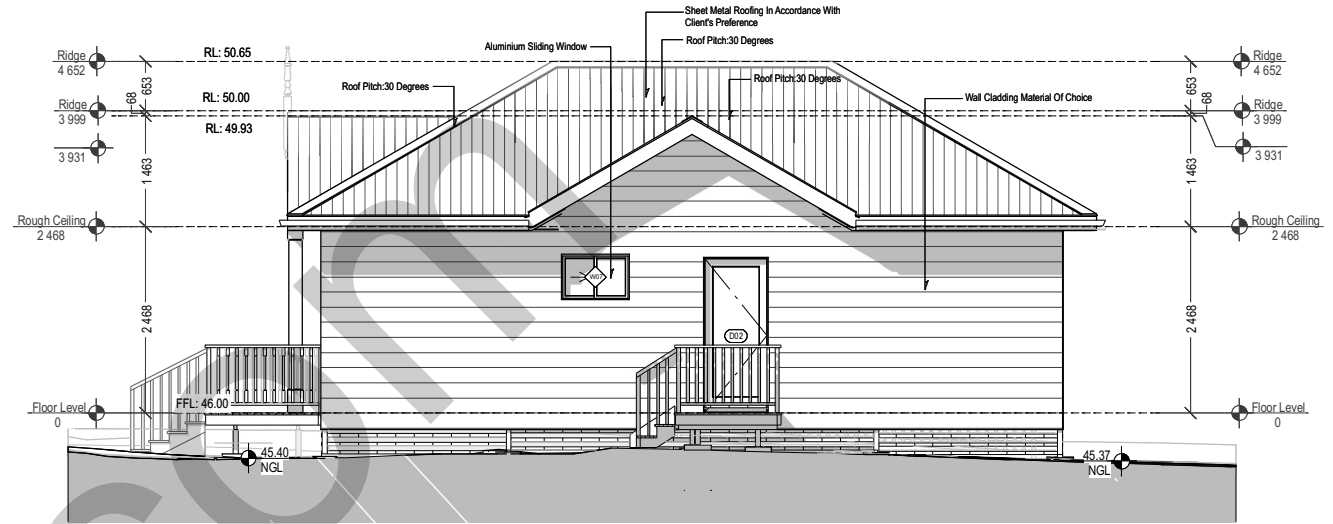 Sheet Metal Roofing In Accordance With
Client's Preference
Roof Pitch:30 Degrees
Aluminium Sliding Window
Roof Pitch:30 Degrees
Roof Pitch:30 Degrees
Wall Cladding Material Of Choice
Ridge
4 652
RL: 50.65
653
68
Ridge
3 999
RL: 50.00
RL: 49.93
3 931
1 463
Rough Ceiling
2 468
2 468
FFL: 46.00
Floor Level
0
45.40
NGL
W07
D02
45.37
NGL
Ridge
4 652
653
68
Ridge
3 999
3 931
1 463
Rough Ceiling
2 468
2 468
Floor Level
0
com